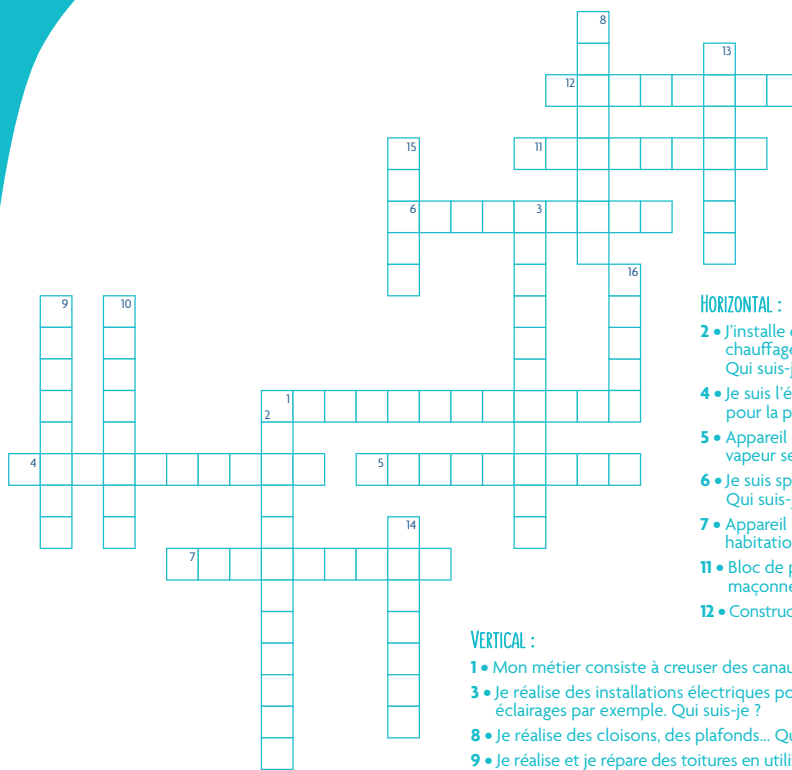 8
13
12
15 11
6 3
16
9 10
1
2
4 5
14
7
HORIZONTAL :
2 • J'installe e
chauffage
Qui suis-j
4 • Je suis l'é
pour la p
5 • Appareil
vapeur se
6 • Je suis sp
Qui suis-j
7 • Appareil
habitation
11 • Bloc de p
maçonne
12 • Construc
VERTICAL :
1 • Mon métier consiste à creuser des canau
3 • Je réalise des installations électriques po
éclairages par exemple. Qui suis-je ?
8 • Je réalise des cloisons, des plafonds... Qu
9 • Je réalise et je répare des toitures en utilis